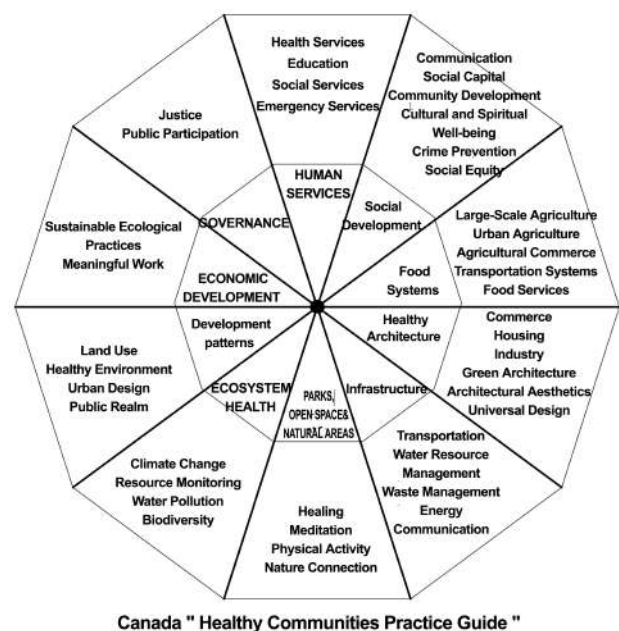 Health Services
Education
Social Services
Emergency Services
HUMAN
SERVICES
Communication
Social Capital
Community Development
Cultural and Spiritual
Well-being
Crime Prevention
Social Equity
Social
Development
Large-Scale Agriculture
Urban Agriculture
Agricultural Commerce
Transportation Systems
Food Services
Food
Systems
Commerce
Housing
Industry
Green Architecture
Architectural Aesthetics
Universal Design
Healthy
Architecture
Transportation
Water Resource
Management
Waste Management
Energy
Communication
Infrastructure
PARKS,
OPEN SPACE&
NATURAL AREAS
Healing
Meditation
Physical Activity
Nature Connection
ECOSYSTEM
HEALTH
Climate Change
Resource Monitoring
Water Pollution
Biodiversity
Development
patterns
Land Use
Healthy Environment
Urban Design
Public Realm
ECONOMIC
DEVELOPMENT
Sustainable Ecological
Practices
Meaningful Work
GOVERNANCE
Justice
Public Participation
Canada " Healthy Communities Practice Guide "